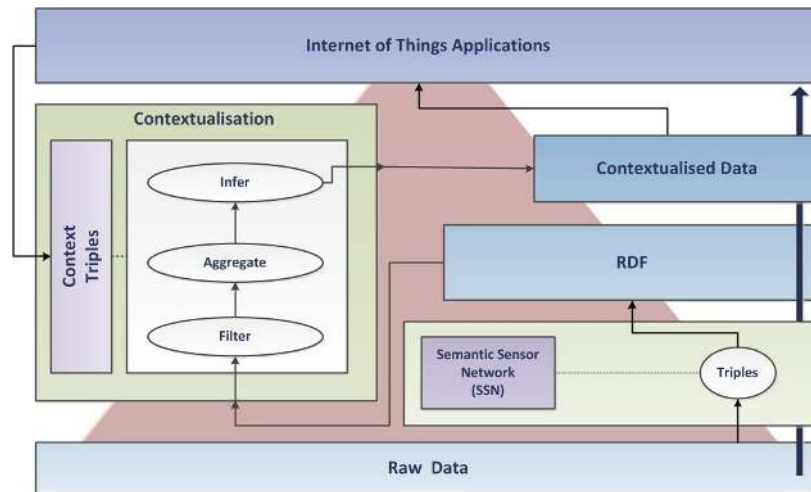 Internet of Things Applications
Contextualisation
Context
Triples
Infer
Aggregate
Filter
Contextualised Data
RDF
Semantic Sensor
Network
(SSN)
Triples
Raw Data